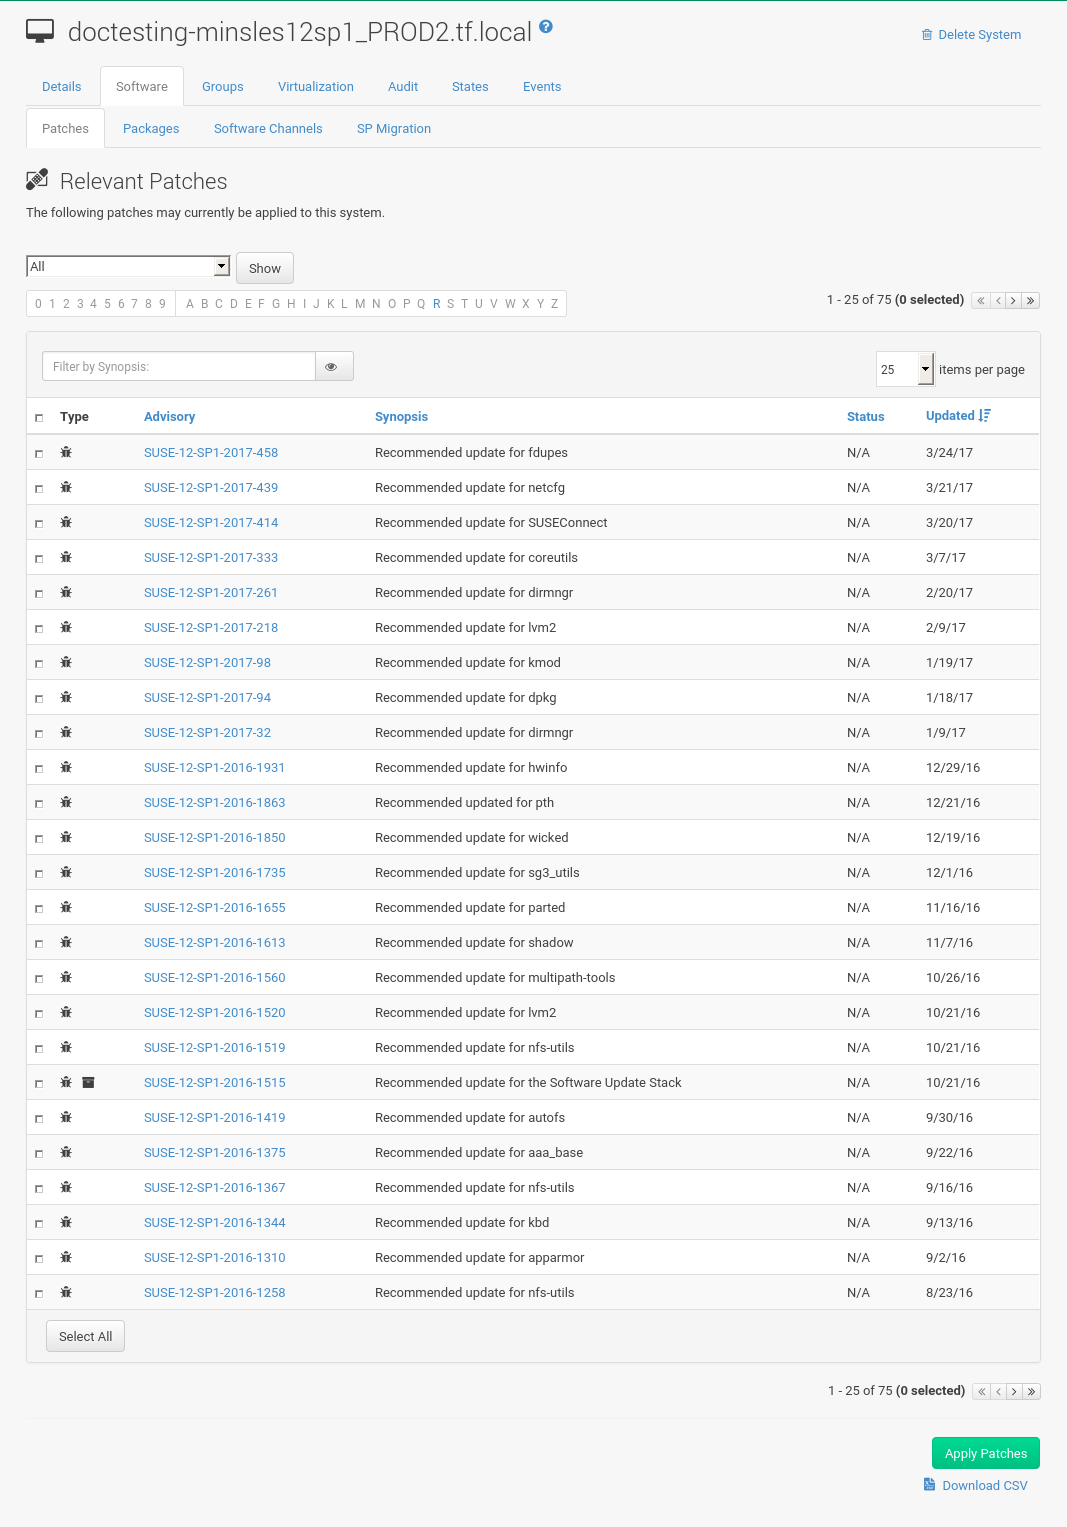 doctesting-minsles12sp1_PROD2.tf.local ?
Delete System
Details Software Groups Virtualization Audit States Events
Patches Packages Software Channels SP Migration
Relevant Patches
The following patches may currently be applied to this system.
All Show
0 1 2 3 4 5 6 7 8 9 A B C D E F G H I J K L M N O P Q R S T U V W X Y Z
1 - 25 of 75 (0 selected)
Filter by Synopsis:
25 items per page
Type Advisory Synopsis Status Updated
SUSE-12-SP1-2017-458 Recommended update for fdupes N/A 3/24/17
SUSE-12-SP1-2017-439 Recommended update for netcfg N/A 3/21/17
SUSE-12-SP1-2017-414 Recommended update for SUSEConnect N/A 3/20/17
SUSE-12-SP1-2017-333 Recommended update for coreutils N/A 3/7/17
SUSE-12-SP1-2017-261 Recommended update for dirmngr N/A 2/20/17
SUSE-12-SP1-2017-218 Recommended update for lvm2 N/A 2/9/17
SUSE-12-SP1-2017-98 Recommended update for kmod N/A 1/19/17
SUSE-12-SP1-2017-94 Recommended update for dpkg N/A 1/18/17
SUSE-12-SP1-2017-32 Recommended update for dirmngr N/A 1/9/17
SUSE-12-SP1-2016-1931 Recommended update for hwinfo N/A 12/29/16
SUSE-12-SP1-2016-1863 Recommended updated for pth N/A 12/21/16
SUSE-12-SP1-2016-1850 Recommended update for wicked N/A 12/19/16
SUSE-12-SP1-2016-1735 Recommended update for sg3_utils N/A 12/1/16
SUSE-12-SP1-2016-1655 Recommended update for parted N/A 11/16/16
SUSE-12-SP1-2016-1613 Recommended update for shadow N/A 11/7/16
SUSE-12-SP1-2016-1560 Recommended update for multipath-tools N/A 10/26/16
SUSE-12-SP1-2016-1520 Recommended update for lvm2 N/A 10/21/16
SUSE-12-SP1-2016-1519 Recommended update for nfs-utils N/A 10/21/16
SUSE-12-SP1-2016-1515 Recommended update for the Software Update Stack N/A 10/21/16
SUSE-12-SP1-2016-1419 Recommended update for autofs N/A 9/30/16
SUSE-12-SP1-2016-1375 Recommended update for aaa_base N/A 9/22/16
SUSE-12-SP1-2016-1367 Recommended update for nfs-utils N/A 9/16/16
SUSE-12-SP1-2016-1344 Recommended update for kbd N/A 9/13/16
SUSE-12-SP1-2016-1310 Recommended update for apparmor N/A 9/2/16
SUSE-12-SP1-2016-1258 Recommended update for nfs-utils N/A 8/23/16
Select All
1 - 25 of 75 (0 selected)
Apply Patches
Download CSV